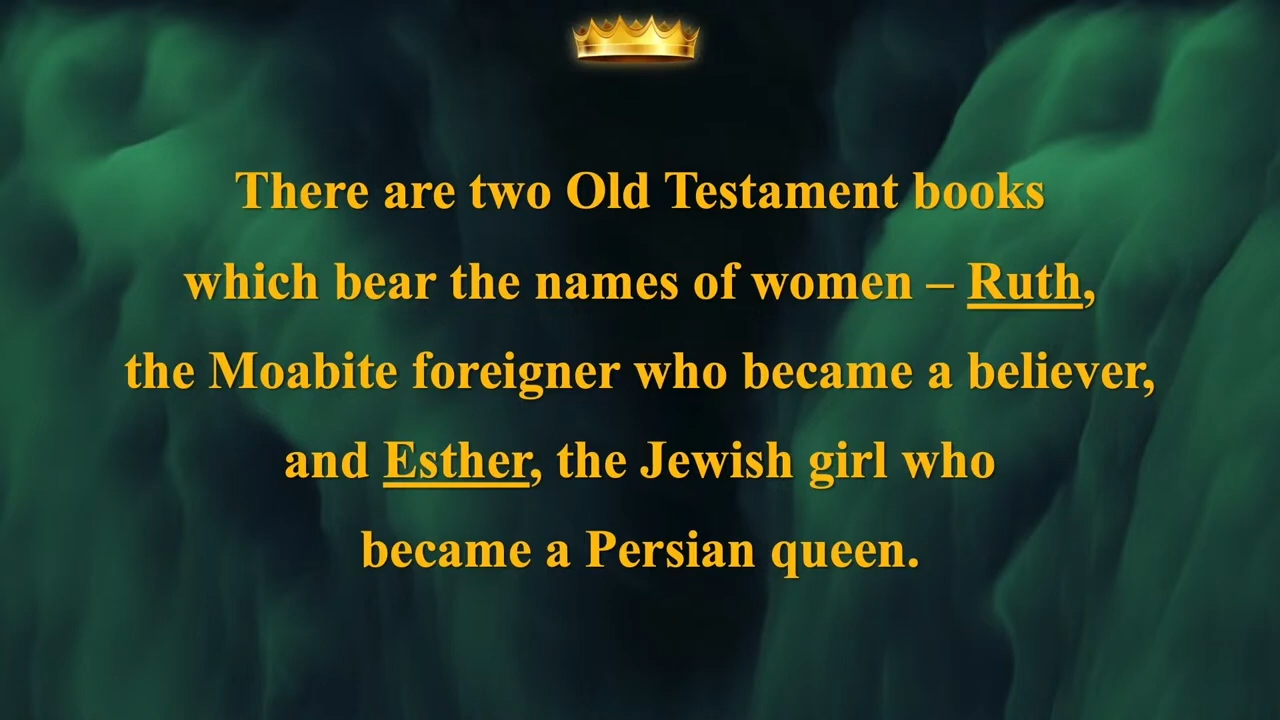 There are two Old Testament books
which bear the names of women – Ruth,
the Moabite foreigner who became a believer,
and Esther, the Jewish girl who
became a Persian queen.